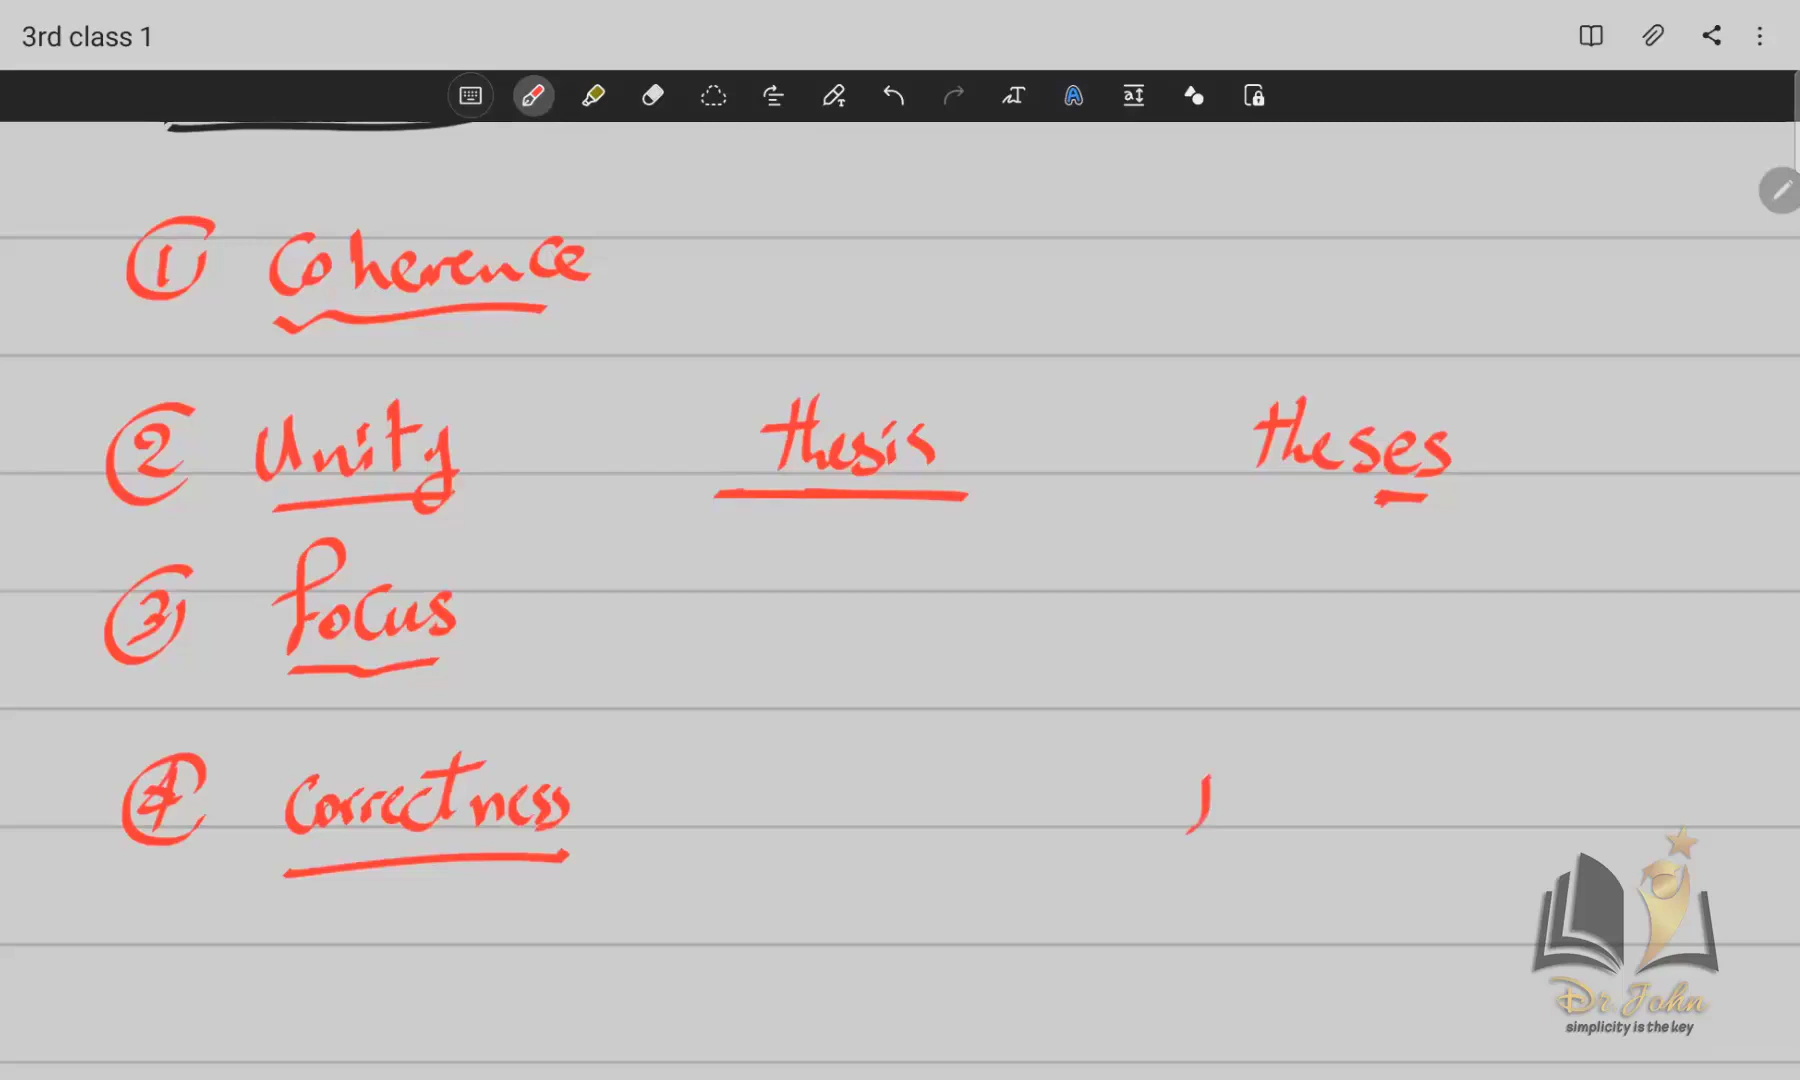 3rd class 1
① Coherence
② Unity thesis theses
③ focus
④ Correctness
Dr John
simplicity is the key